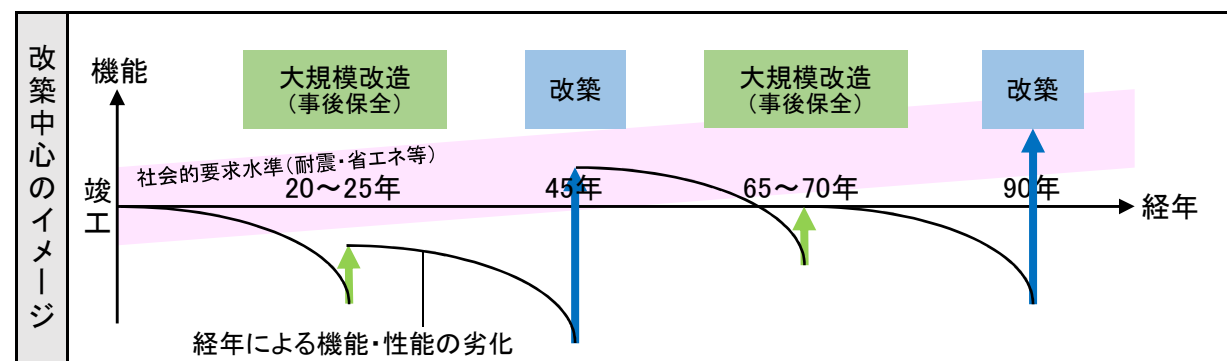 改築中心のイメージ
機能
大規模改造
(事後保全)
改築
大規模改造
(事後保全)
改築
社会的要求水準(耐震・省エネ等)
竣工
20～25年
45年
65～70年
90年
経年
経年による機能・性能の劣化